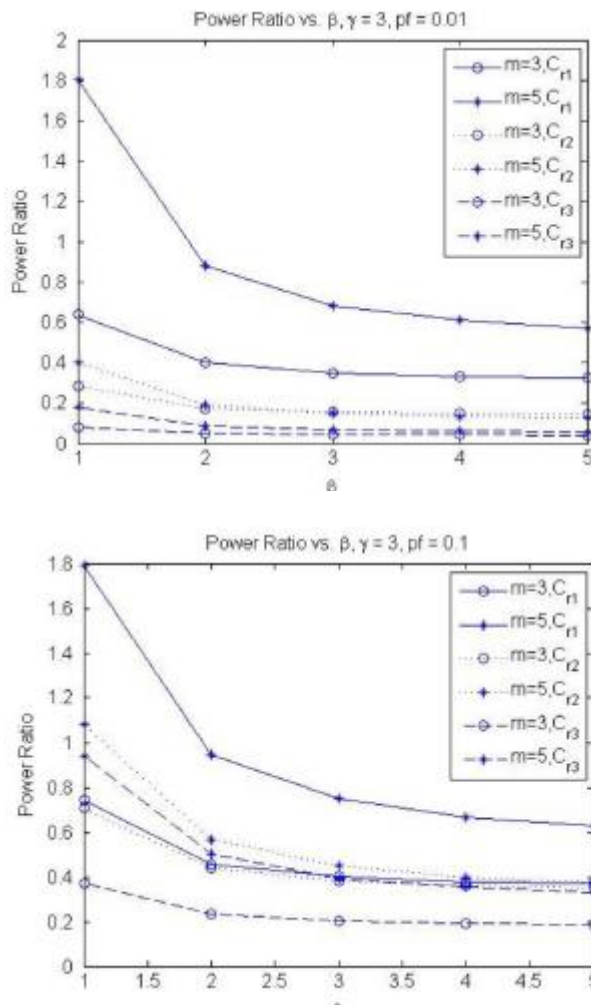 Power Ratio vs. β, γ = 3, pf = 0.01
2
1.8
1.6
1.4
1.2
1
0.8
0.6
0.4
0.2
0
Power Ratio
m=3,Cr1
m=5,Cr1
m=3,Cr2
m=5,Cr2
m=3,Cr3
m=5,Cr3
1 2 3 4 5
β
Power Ratio vs. β, γ = 3, pf = 0.1
1.8
1.6
1.4
1.2
1
0.8
0.6
0.4
0.2
0
Power Ratio
m=3,Cr1
m=5,Cr1
m=3,Cr2
m=5,Cr2
m=3,Cr3
m=5,Cr3
1 1.5 2 2.5 3 3.5 4 4.5 5